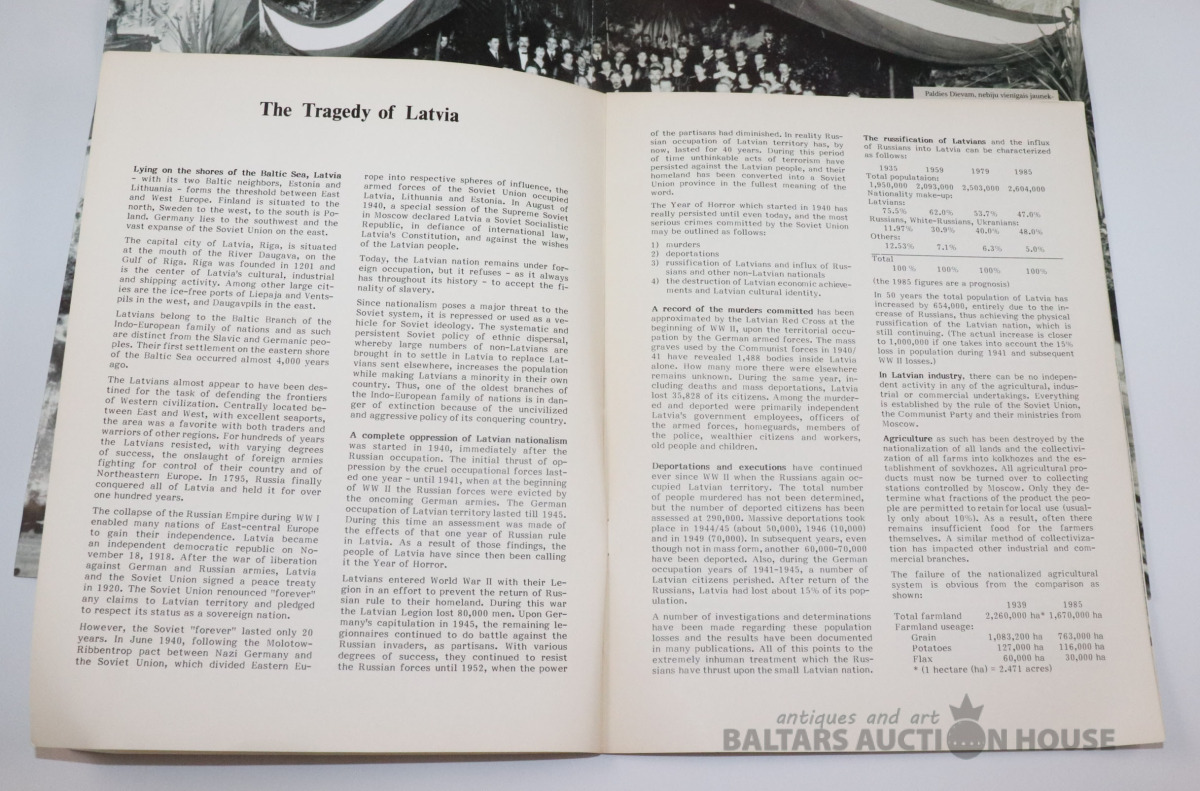 Paldies Dievam, nebiju vienīgais jaunek-
The Tragedy of Latvia
Lying on the shores of the Baltic Sea, Latvia
- with its two Baltic neighbors, Estonia and
Lithuania - forms the threshold between East
and West Europe. Finland is situated to the
north, Sweden to the west, to the south is Po-
land. Germany lies to the southwest and the
vast expanse of the Soviet Union on the east.
The capital city of Latvia, Riga, is situated
at the mouth of the River Daugava, on the
Gulf of Riga. Riga was founded in 1201 and
is the center of Latvia's cultural, industrial
and shipping activity. Among other large cit-
ies are the ice-free ports of Liepaja and Vents-
pils in the west, and Daugavpils in the east.
Latvians belong to the Baltic Branch of the
Indo-European family of nations and as such
are distinct from the Slavic and Germanic peo-
ples. Their first settlement on the eastern shore
of the Baltic Sea occurred almost 4,000 years
ago.
The Latvians almost appear to have been des-
tined for the task of defending the frontiers
of Western civilization. Centrally located be-
tween East and West, with excellent seaports,
the area was a favorite with both traders and
warriors of other regions. For hundreds of years
the Latvians resisted, with varying degrees
of success, the onslaught of foreign armies
fighting for control of their country and of
Northeastern Europe. In 1795, Russia finally
conquered all of Latvia and held it for over
one hundred years.
The collapse of the Russian Empire during WW I
enabled many nations of East-central Europe
to gain their independence. Latvia became
an independent democratic republic on No-
vember 18, 1918. After the war of liberation
against German and Russian armies, Latvia
and the Soviet Union signed a peace treaty
in 1920. The Soviet Union renounced "forever"
any claims to Latvian territory and pledged
to respect its status as a sovereign nation.
However, the Soviet "forever" lasted only 20
years. In June 1940, following the Molotow-
Ribbentrop pact between Nazi Germany and
the Soviet Union, which divided Eastern Eu-
rope into respective spheres of influence, the
armed forces of the Soviet Union occupied
Latvia, Lithuania and Estonia. In August of
1940, a special session of the Supreme Soviet
in Moscow declared Latvia a Soviet Socialistic
Republic, in defiance of international law,
Latvia's Constitution, and against the wishes
of the Latvian people.
Today, the Latvian nation remains under for-
eign occupation, but it refuses - as it always
has throughout its history - to accept the fi-
nality of slavery.
Since nationalism poses a major threat to the
Soviet system, it is repressed or used as a ve-
hicle for Soviet ideology. The systematic and
persistent Soviet policy of ethnic dispersal,
whereby large numbers of non-Latvians are
brought in to settle in Latvia to replace Lat-
vians sent elsewhere, increases the population
while making Latvians a minority in their own
country. Thus, one of the oldest branches of
the Indo-European family of nations is in dan-
ger of extinction because of the uncivilized
and aggressive policy of its conquering country.
A complete oppression of Latvian nationalism
was started in 1940, immediately after the
Russian occupation. The initial thrust of op-
pression by the cruel occupational forces last-
ed one year - until 1941, when at the beginning
of WW II the Russian forces were evicted by
the oncoming German armies. The German
occupation of Latvian territory lasted till 1945.
During this time an assessment was made of
the effects of that one year of Russian rule
in Latvia. As a result of those findings, the
people of Latvia have since then been calling
it the Year of Horror.
Latvians entered World War II with their Le-
gion in an effort to prevent the return of Rus-
sian rule to their homeland. During this war
the Latvian Legion lost 80,000 men. Upon Ger-
many's capitulation in 1945, the remaining le-
gionnaires continued to do battle against the
Russian invaders, as partisans. With various
degrees of success, they continued to resist
the Russian forces until 1952, when the power
of the partisans had diminished. In reality Rus-
sian occupation of Latvian territory has, by
now, lasted for 40 years. During this period
of time unthinkable acts of terrorism have
persisted against the Latvian people, and their
homeland has been converted into a Soviet
Union province in the fullest meaning of the
word.
The Year of Horror which started in 1940 has
really persisted until even today, and the most
serious crimes committed by the Soviet Union
may be outlined as follows:
1) murders
2) deportations
3) russification of Latvians and influx of Rus-
sians and other non-Latvian nationals
4) the destruction of Latvian economic achieve-
ments and Latvian cultural identity.
A record of the murders committed has been
approximated by the Latvian Red Cross at the
beginning of WW II, upon the territorial occu-
pation by the German armed forces. The mass
graves used by the Communist forces in 1940/
41 have revealed 1,488 bodies inside Latvia
alone. How many more there were elsewhere
remains unknown. During the same year, in-
cluding deaths and mass deportations, Latvia
lost 35,828 of its citizens. Among the murder-
ed and deported were primarily independent
Latvia's government employees, officers of
the armed forces, homeguards, members of
the police, wealthier citizens and workers,
old people and children.
Deportations and executions have continued
ever since WW II when the Russians again oc-
cupied Latvian territory. The total number
of people murdered has not been determined,
but the number of deported citizens has been
assessed at 290,000. Massive deportations took
place in 1944/45 (about 50,000), 1946 (10,000)
and in 1949 (70,000). In subsequent years, even
though not in mass form, another 60,000-70,000
have been deported. Also, during the German
occupation years of 1941-1945, a number of
Latvian citizens perished. After return of the
Russians, Latvia had lost about 15% of its pop-
ulation.
A number of investigations and determinations
have been made regarding these population
losses and the results have been documented
in many publications. All of this points to the
extremely inhuman treatment which the Rus-
sians have thrust upon the small Latvian nation.
The russification of Latvians and the influx
of Russians into Latvia can be characterized
as follows:
1935 1959 1979 1985
Total populataion:
1,950,000 2,093,000 2,503,000 2,604,000
Nationality make-up:
Latvians:
75.5% 62.0% 53.7% 47.0%
Russians, White-Russians, Ukranians:
11.97% 30.9% 40.0% 48.0%
Others:
12.53% 7.1% 6.3% 5.0%
Total
100 % 100% 100% 100%
(the 1985 figures are a prognosis)
In 50 years the total population of Latvia has
increased by 654,000, entirely due to the in-
crease of Russians, thus achieving the physical
russification of the Latvian nation, which is
still continuing. (The actual increase is closer
to 1,000,000 if one takes into account the 15%
loss in population during 1941 and subsequent
WW II losses.)
In Latvian industry, there can be no indepen-
dent activity in any of the agricultural, indus-
trial or commercial undertakings. Everything
is established by the rule of the Soviet Union,
the Communist Party and their ministries from
Moscow.
Agriculture as such has been destroyed by the
nationalization of all lands and the collectivi-
zation of all farms into kolkhozes and the es-
tablishment of sovkhozes. All agricultural pro-
ducts must now be turned over to collecting
stations controlled by Moscow. Only they de-
termine what fractions of the product the peo-
ple are permitted to retain for local use (usual-
ly only about 10%). As a result, often there
remains insufficient food for the farmers
themselves. A similar method of collectiviza-
tion has impacted other industrial and com-
mercial branches.
The failure of the nationalized agricultural
system is obvious from the comparison as
shown:
1939 1985
Total farmland 2,260,000 ha* 1,670,000 ha
Farmland useage:
Grain 1,083,200 ha 763,000 ha
Potatoes 127,000 ha 116,000 ha
Flax 60,000 ha 30,000 ha
* (1 hectare (ha) = 2.471 acres)
antiques and art
BALTARS AUCTION HOUSE